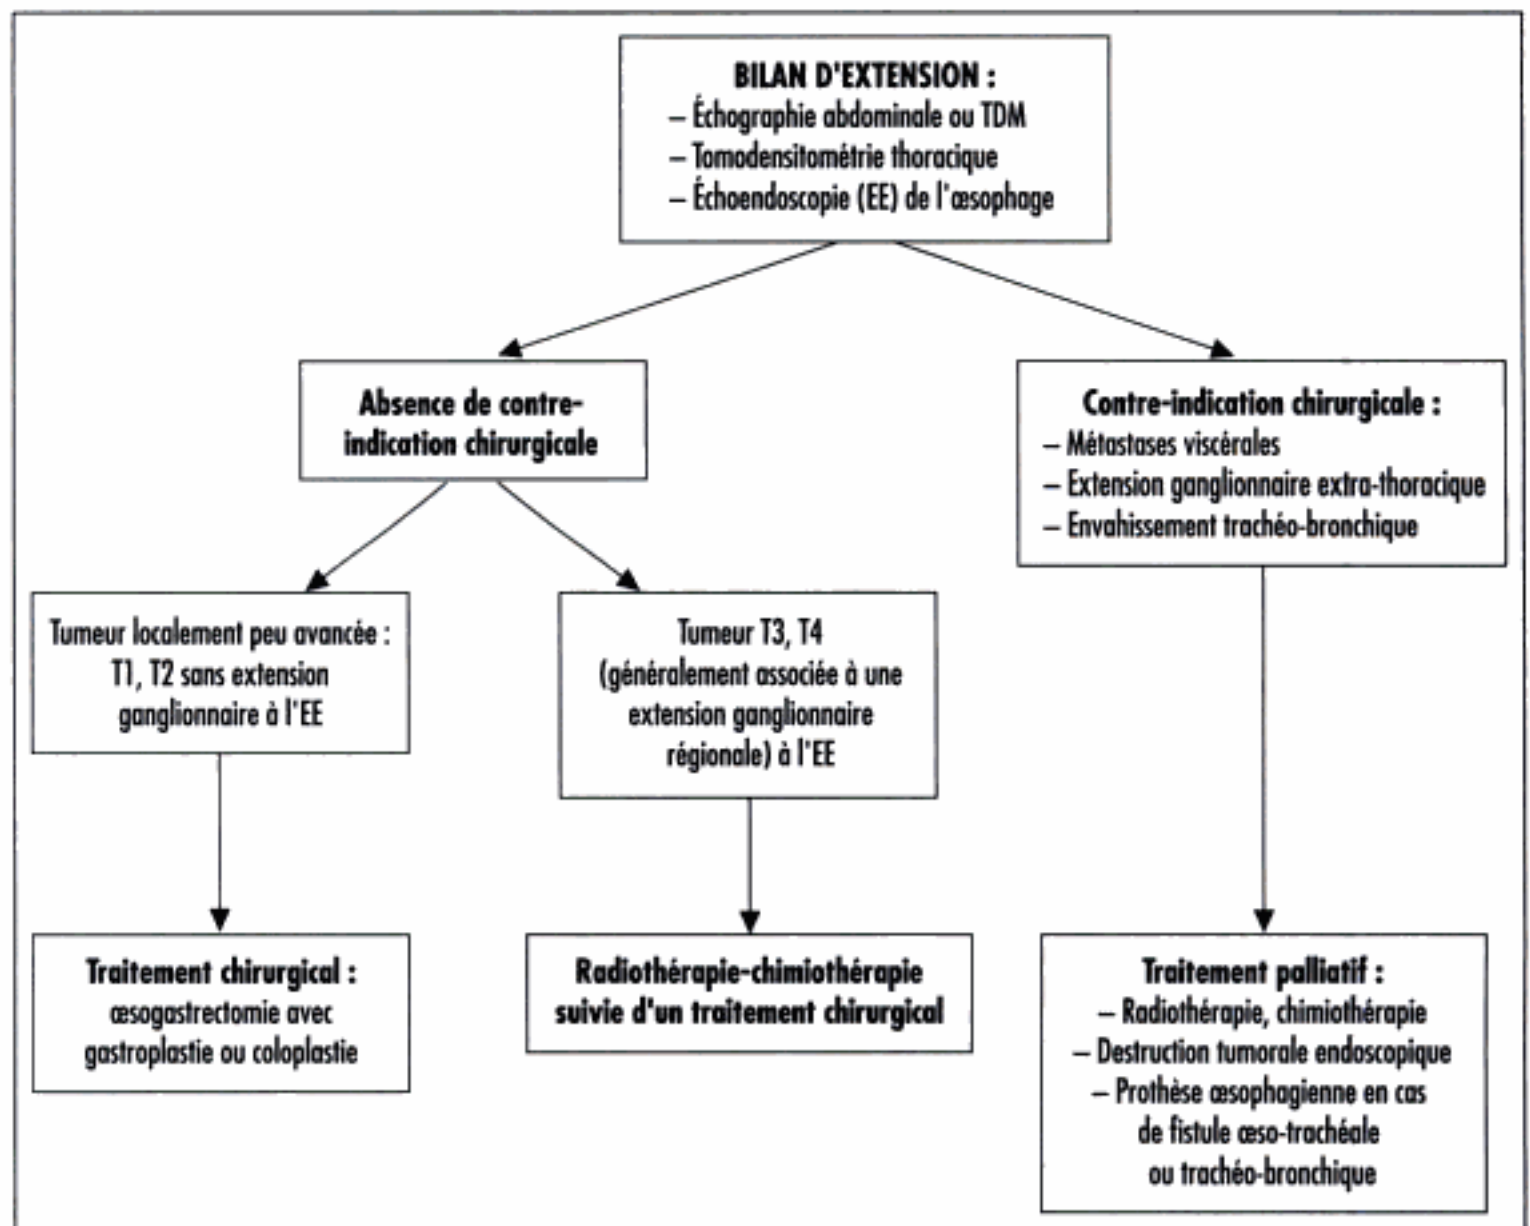 BILAN D'EXTENSION :
– Échographie abdominale ou TDM
– Tomodensitométrie thoracique
– Échoendoscopie (EE) de l'œsophage
Absence de contre-
indication chirurgicale
Contre-indication chirurgicale :
– Métastases viscérales
– Extension ganglionnaire extra-thoracique
– Envahissement trachéo-bronchique
Tumeur localement peu avancée :
T1, T2 sans extension
ganglionnaire à l'EE
Tumeur T3, T4
(généralement associée à une
extension ganglionnaire
régionale) à l'EE
Traitement chirurgical :
œsogastrectomie avec
gastroplastie ou coloplastie
Radiothérapie-chimiothérapie
suivie d'un traitement chirurgical
Traitement palliatif :
– Radiothérapie, chimiothérapie
– Destruction tumorale endoscopique
– Prothèse œsophagienne en cas
de fistule œso-trachéale
ou trachéo-bronchique